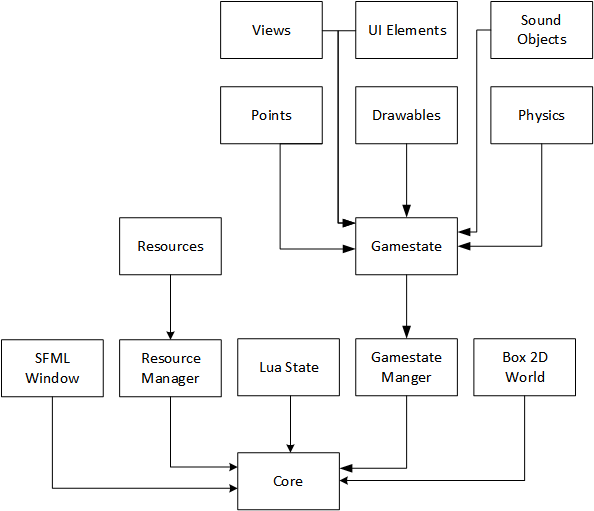 Views
UI Elements
Sound
Objects
Points
Drawables
Physics
Resources
Gamestate
SFML
Window
Resource
Manager
Lua State
Gamestate
Manger
Box 2D
World
Core